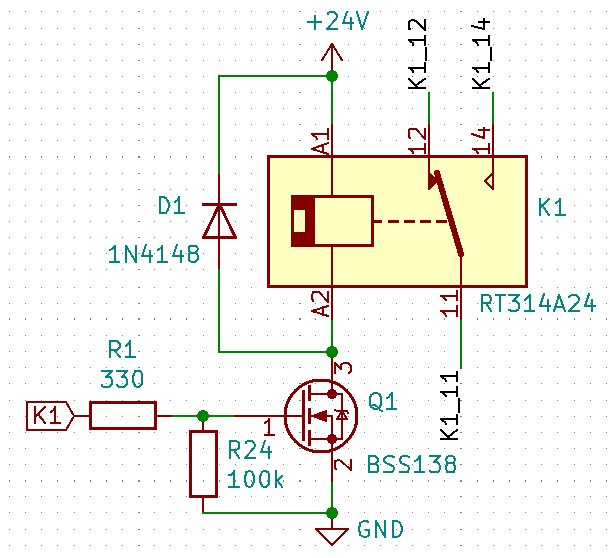 +24V
K1_12
K1_14
A1
12
14
D1
1N4148
K1
A2
11
RT314A24
R1
330
3
K1
1
Q1
K1_11
R24
100k
2
BSS138
GND